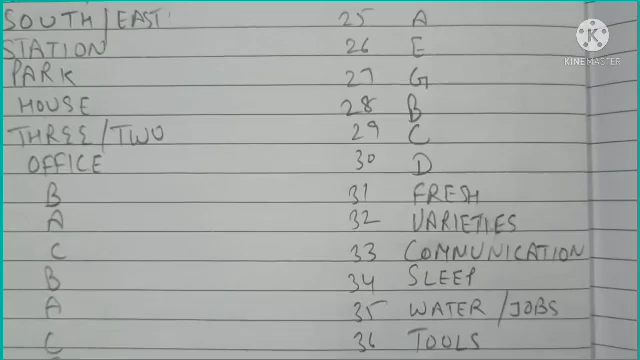 SOUTH/EAST 25 A
STATION 26 E
PARK 27 G
HOUSE 28 B
THREE/TWO 29 C
OFFICE 30 D
B 31 FRESH
A 32 VARIETIES
C 33 COMMUNICATION
B 34 SLEEP
A 35 WATER/JOBS
C 36 TOOLS
KINEMASTER